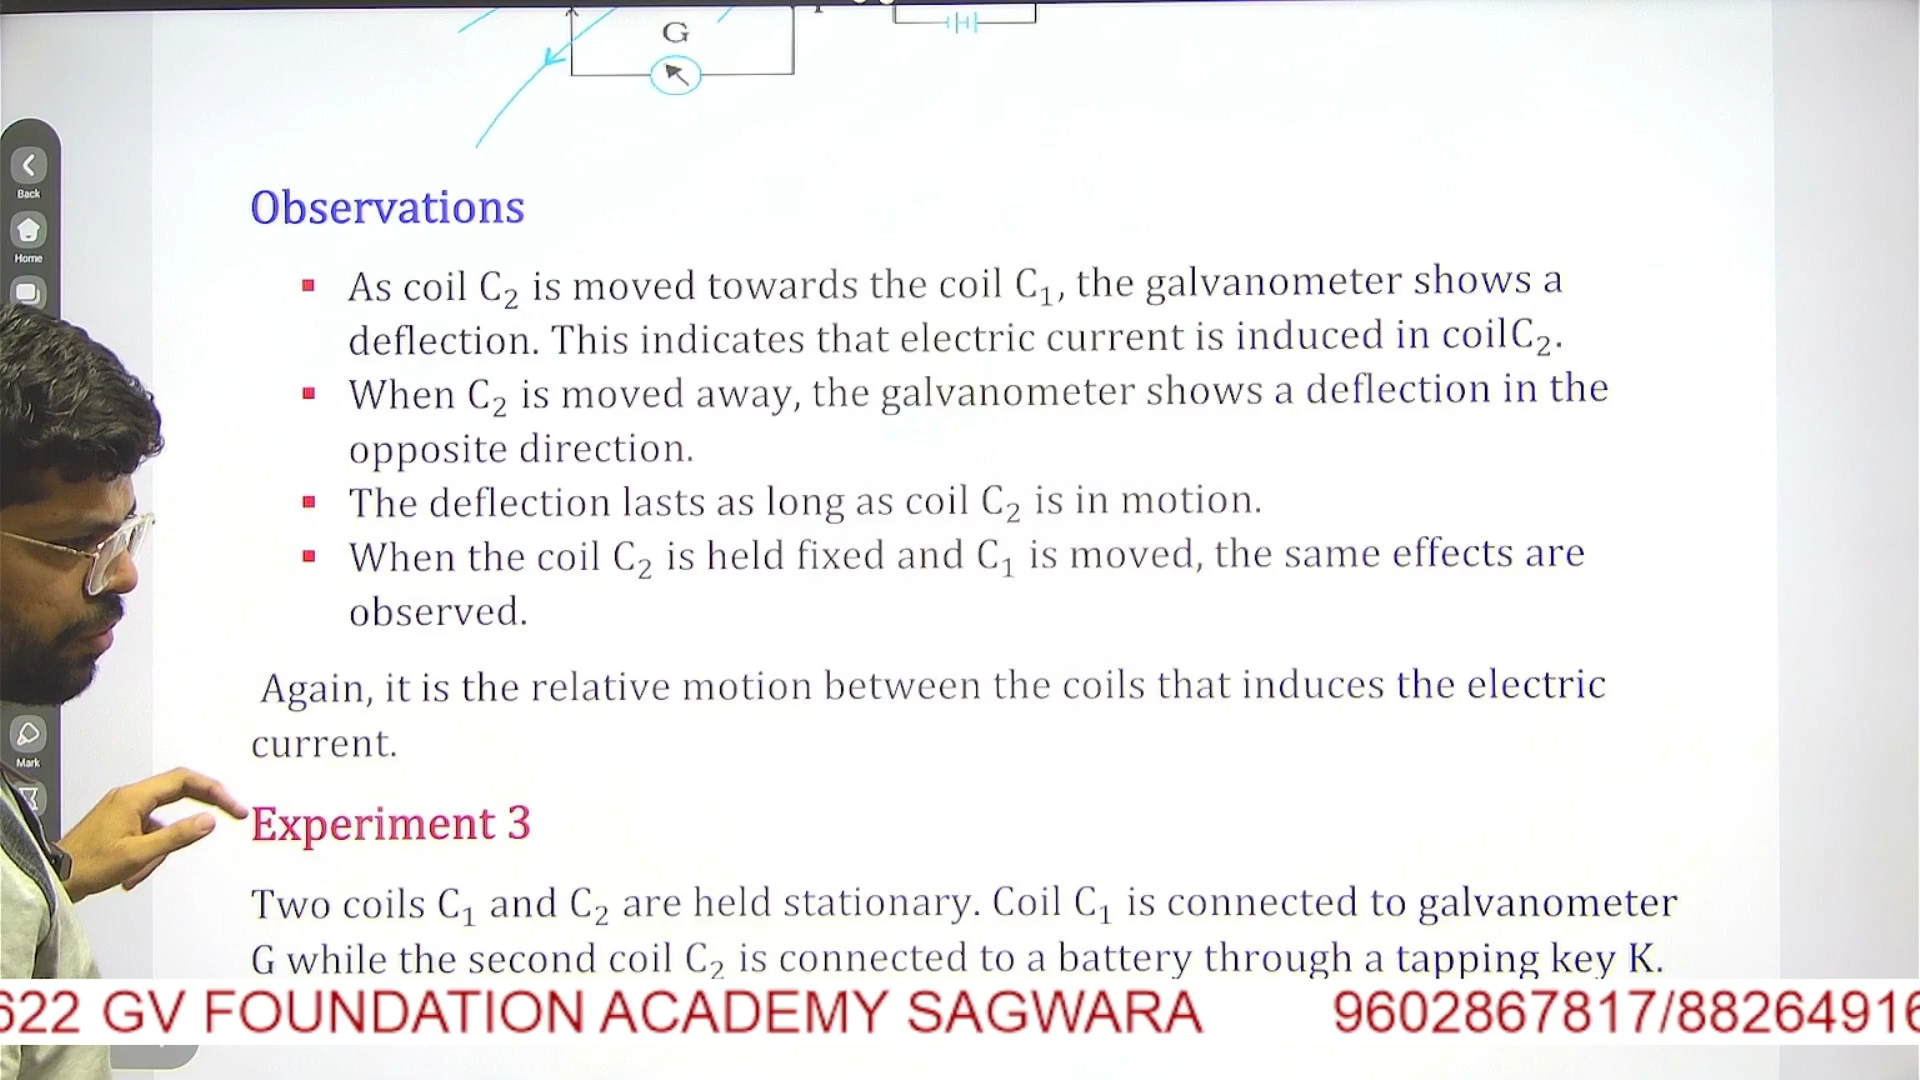 G
Back
Home
Observations
▪ As coil C₂ is moved towards the coil C₁, the galvanometer shows a
deflection. This indicates that electric current is induced in coilC₂.
▪ When C₂ is moved away, the galvanometer shows a deflection in the
opposite direction.
▪ The deflection lasts as long as coil C₂ is in motion.
▪ When the coil C₂ is held fixed and C₁ is moved, the same effects are
observed.
Again, it is the relative motion between the coils that induces the electric
current.
Mark
Experiment 3
Two coils C₁ and C₂ are held stationary. Coil C₁ is connected to galvanometer
G while the second coil C₂ is connected to a battery through a tapping key K.
622 GV FOUNDATION ACADEMY SAGWARA 9602867817/88264916